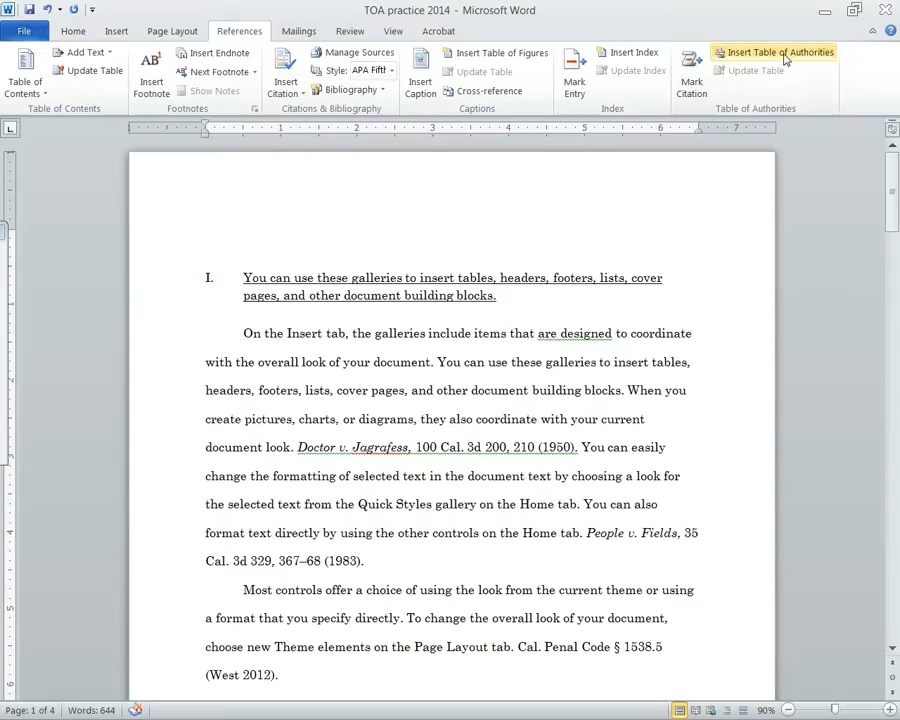 TOA practice 2014 - Microsoft Word
File Home Insert Page Layout References Mailings Review View Acrobat
Table of Contents
Add Text
Update Table
Table of Contents
AB1 Insert Footnote
Insert Endnote
Next Footnote
Show Notes
Footnotes
Insert Citation
Manage Sources
Style: APA Fifth
Bibliography
Citations & Bibliography
Insert Caption
Insert Table of Figures
Update Table
Cross-reference
Captions
Mark Entry
Insert Index
Update Index
Index
Mark Citation
Insert Table of Authorities
Update Table
Table of Authorities
1 1 2 3 4 5 6 7
I. You can use these galleries to insert tables, headers, footers, lists, cover
pages, and other document building blocks.
On the Insert tab, the galleries include items that are designed to coordinate
with the overall look of your document. You can use these galleries to insert tables,
headers, footers, lists, cover pages, and other document building blocks. When you
create pictures, charts, or diagrams, they also coordinate with your current
document look. Doctor v. Jagrafess, 100 Cal. 3d 200, 210 (1950). You can easily
change the formatting of selected text in the document text by choosing a look for
the selected text from the Quick Styles gallery on the Home tab. You can also
format text directly by using the other controls on the Home tab. People v. Fields, 35
Cal. 3d 329, 367–68 (1983).
Most controls offer a choice of using the look from the current theme or using
a format that you specify directly. To change the overall look of your document,
choose new Theme elements on the Page Layout tab. Cal. Penal Code § 1538.5
(West 2012).
Page: 1 of 4 Words: 644 90%